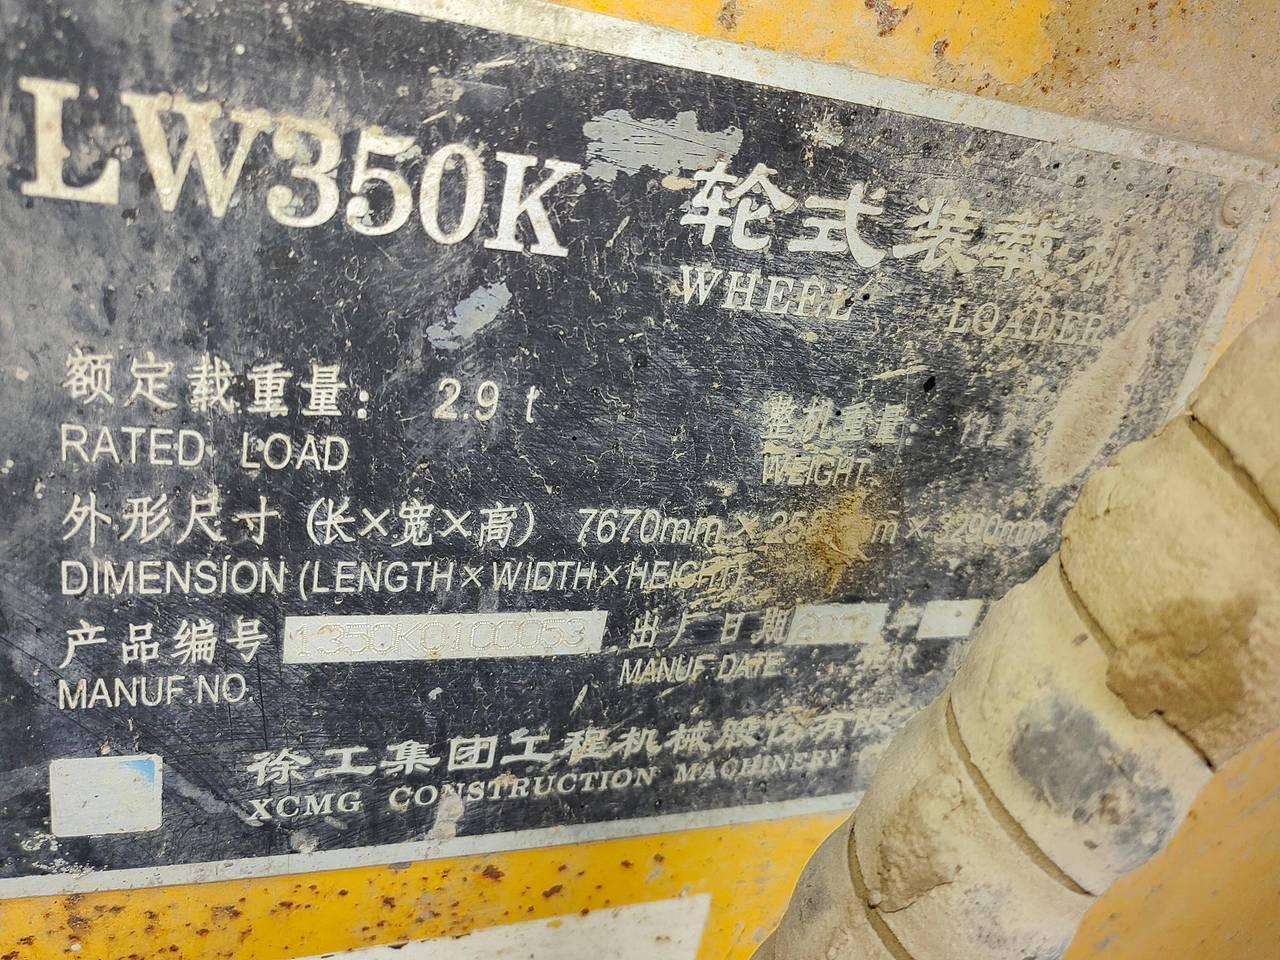 LW350K 轮式装载机
WHEEL LOADER
额定载重量: 2.9 t 整机重量
RATED LOAD WEIGHT
外形尺寸 (长×宽×高) 7670mm × × 3290mm
DIMENSION (LENGTH×WIDTH×HEIGHT)
产品编号 1350K0100053 出厂日期
MANUF.NO. MANUF.DATE YEAR
徐工集团工程机械股份有限
XCMG CONSTRUCTION MACHINERY